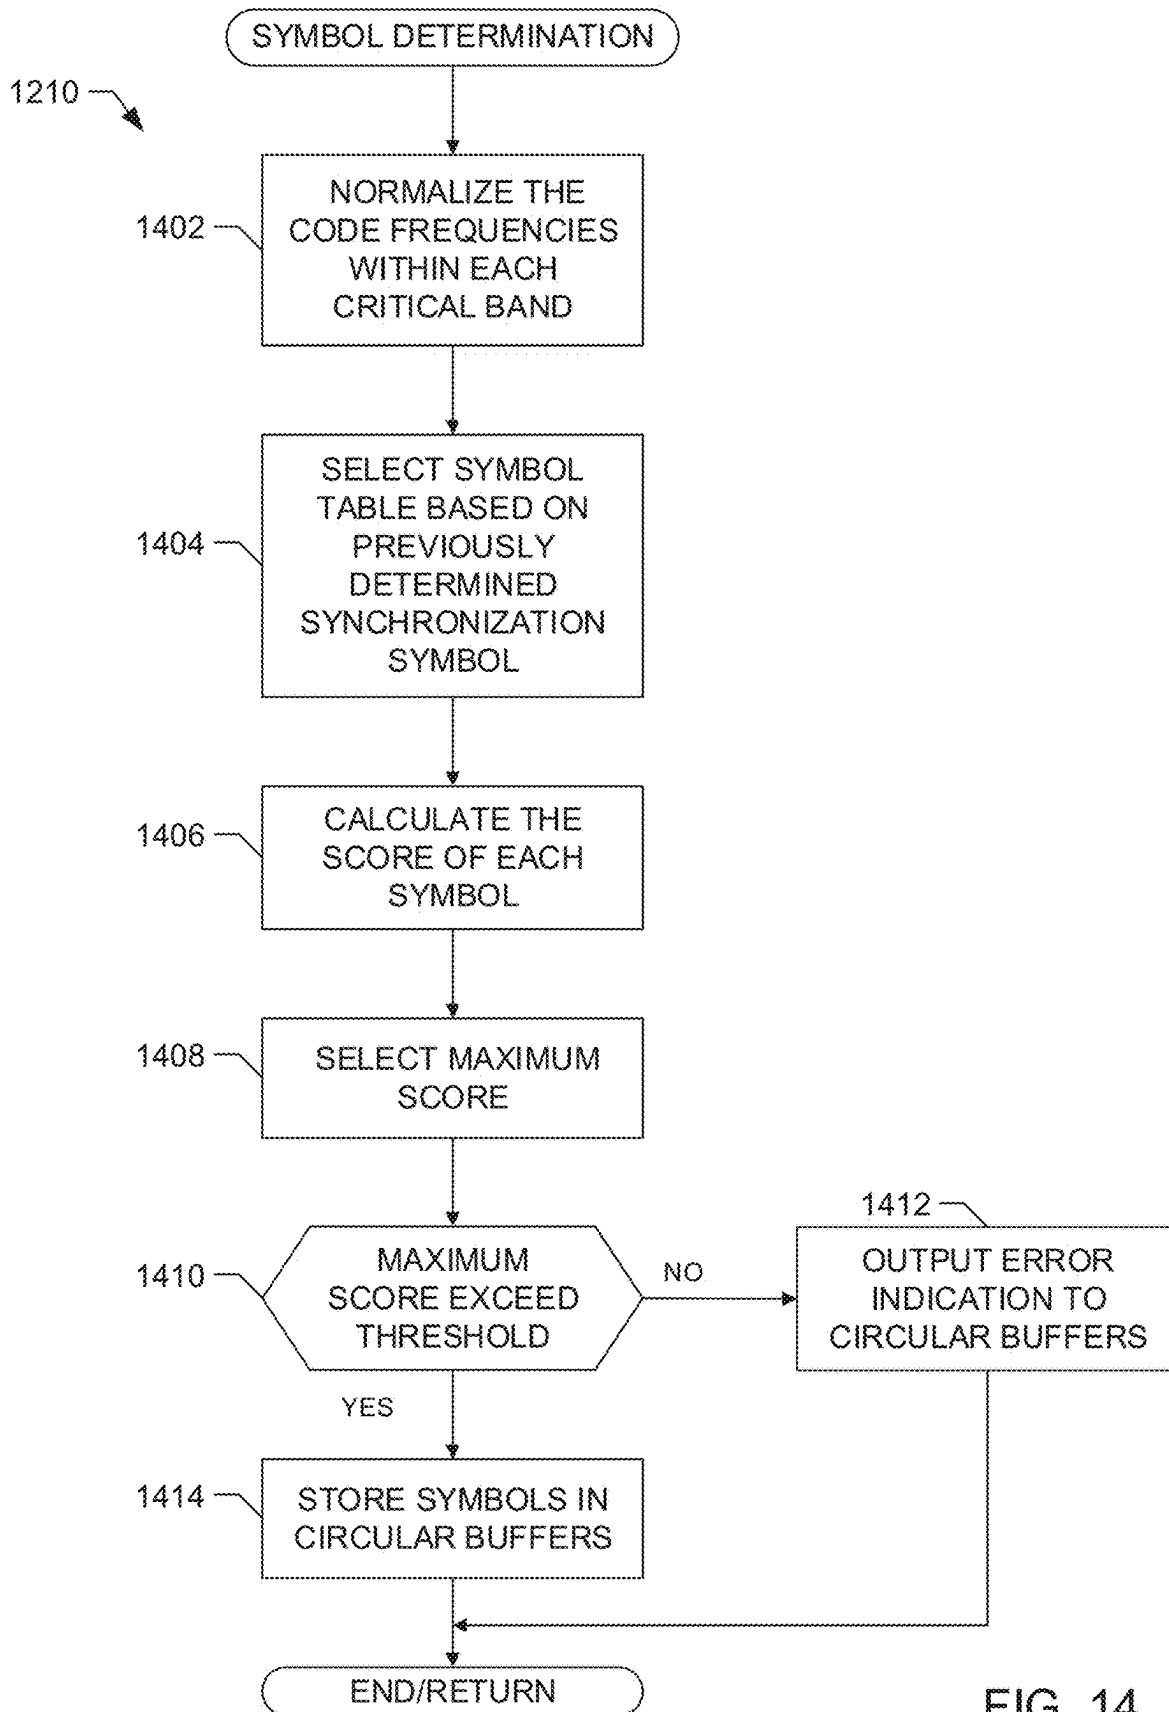 SYMBOL DETERMINATION
1210
NORMALIZE THE
CODE FREQUENCIES
WITHIN EACH
CRITICAL BAND
1402
SELECT SYMBOL
TABLE BASED ON
PREVIOUSLY
DETERMINED
SYNCHRONIZATION
SYMBOL
1404
CALCULATE THE
SCORE OF EACH
SYMBOL
1406
SELECT MAXIMUM
SCORE
1408
MAXIMUM
SCORE EXCEED
THRESHOLD
1410
NO
1412
OUTPUT ERROR
INDICATION TO
CIRCULAR BUFFERS
YES
STORE SYMBOLS IN
CIRCULAR BUFFERS
1414
END/RETURN
FIG. 14